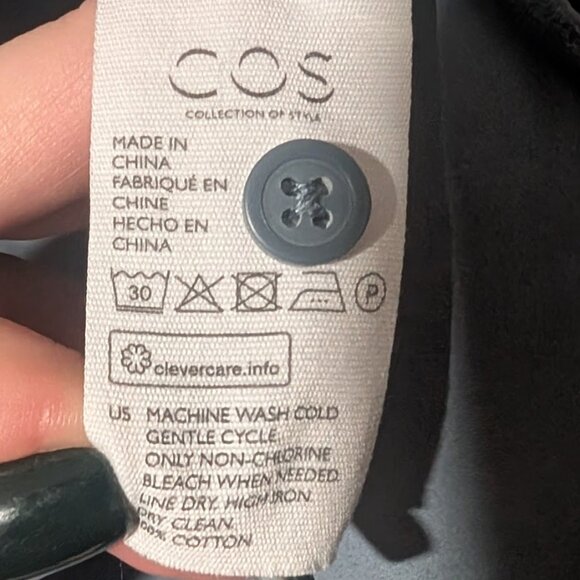 COS
COLLECTION OF STYLE
MADE IN
CHINA
FABRIQUÉ EN
CHINE
HECHO EN
CHINA
30 P
clevercare.info
US MACHINE WASH COLD
GENTLE CYCLE
ONLY NON-CHLORINE
BLEACH WHEN NEEDED
LINE DRY. HIGH IRON
DRY CLEAN
100% COTTON